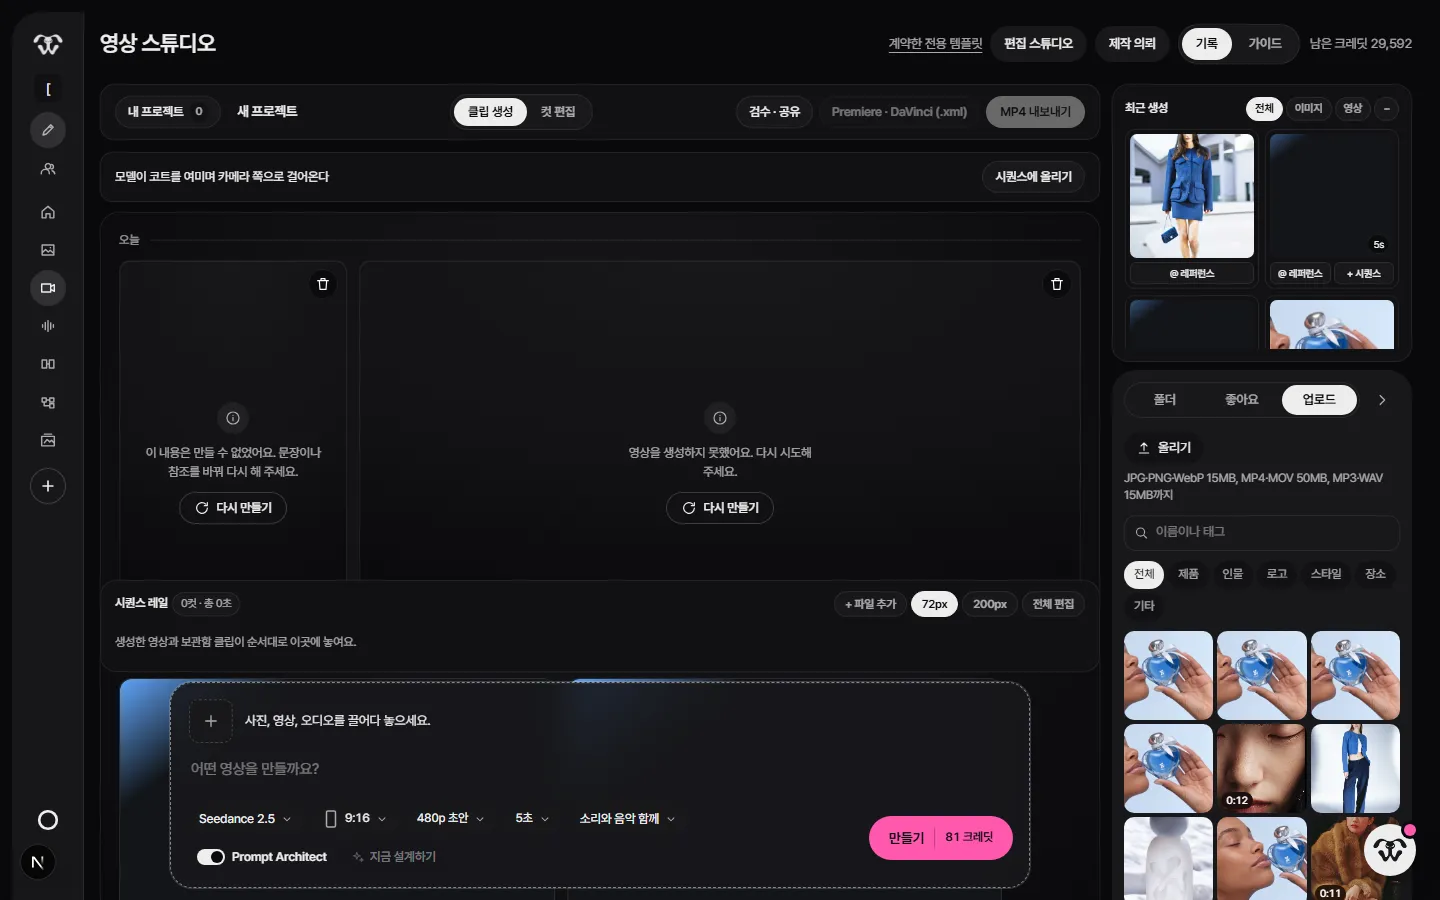 영상 스튜디오
계약한 전용 템플릿
편집 스튜디오
제작 의뢰
기록
가이드
남은 크레딧 29,592
[
내 프로젝트 0
새 프로젝트
클립 생성
컷 편집
검수 · 공유
Premiere · DaVinci (.xml)
MP4 내보내기
모델이 코트를 여미며 카메라 쪽으로 걸어온다
시퀀스에 올리기
오늘
이 내용은 만들 수 없었어요. 문장이나
참조를 바꿔 다시 해 주세요.
다시 만들기
영상을 생성하지 못했어요. 다시 시도해
주세요.
다시 만들기
시퀀스 레일
0컷 · 총 0초
+ 파일 추가
72px
200px
전체 편집
생성한 영상과 보관함 클립이 순서대로 이곳에 놓여요.
사진, 영상, 오디오를 끌어다 놓으세요.
어떤 영상을 만들까요?
Seedance 2.5
9:16
480p 초안
5초
소리와 음악 함께
Prompt Architect
지금 설계하기
만들기
81 크레딧
최근 생성
전체
이미지
영상
5s
@ 레퍼런스
@ 레퍼런스
+ 시퀀스
폴더
좋아요
업로드
올리기
JPG·PNG·WebP 15MB, MP4·MOV 50MB, MP3·WAV
15MB까지
이름이나 태그
전체
제품
인물
로고
스타일
장소
기타
0:12
0:11
N